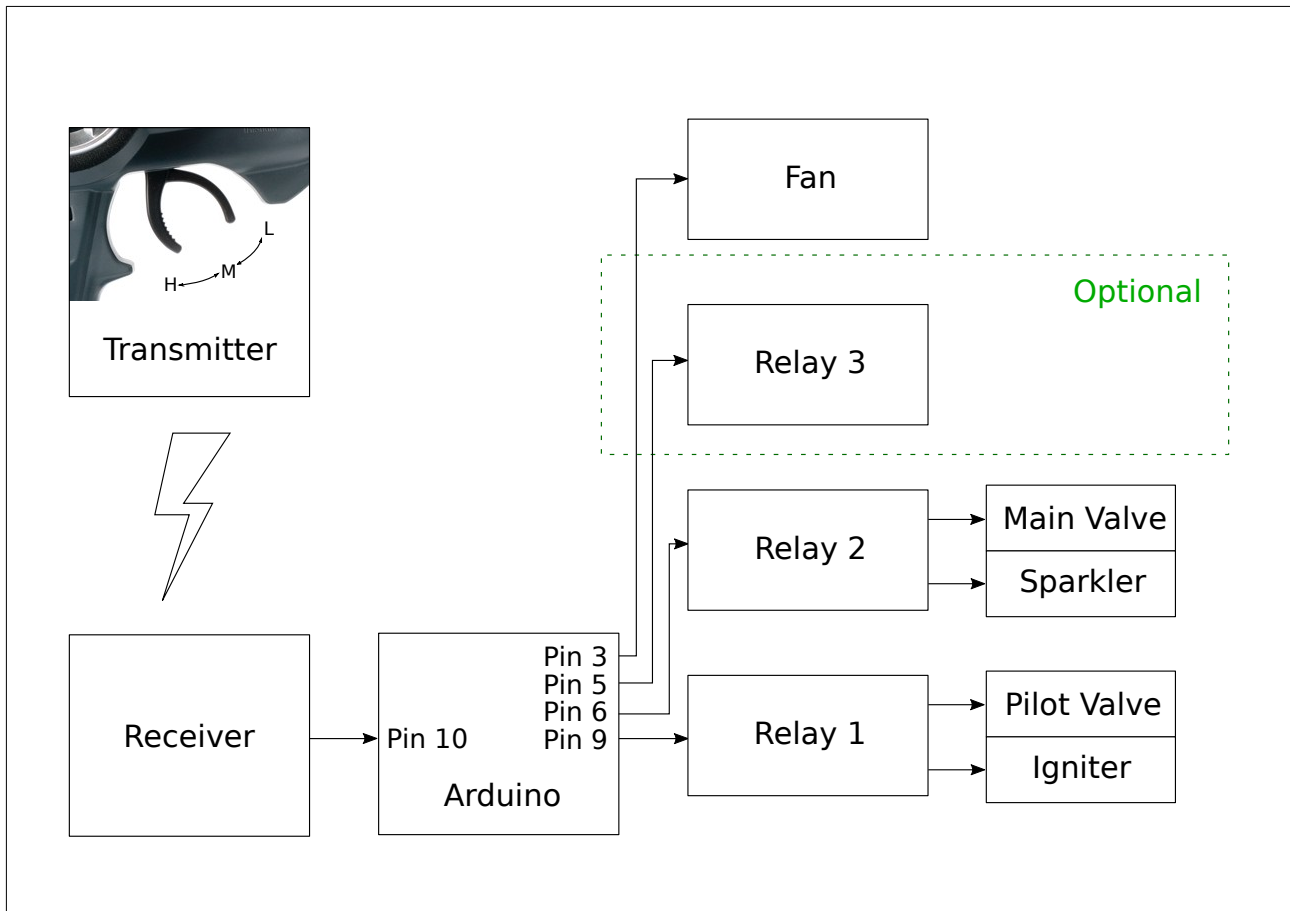 Fan
L
M
H
Optional
Transmitter
Relay 3
Main Valve
Relay 2
Sparkler
Pin 3
Pin 5
Pin 6
Pin 10
Pin 9
Receiver
Arduino
Relay 1
Pilot Valve
Igniter